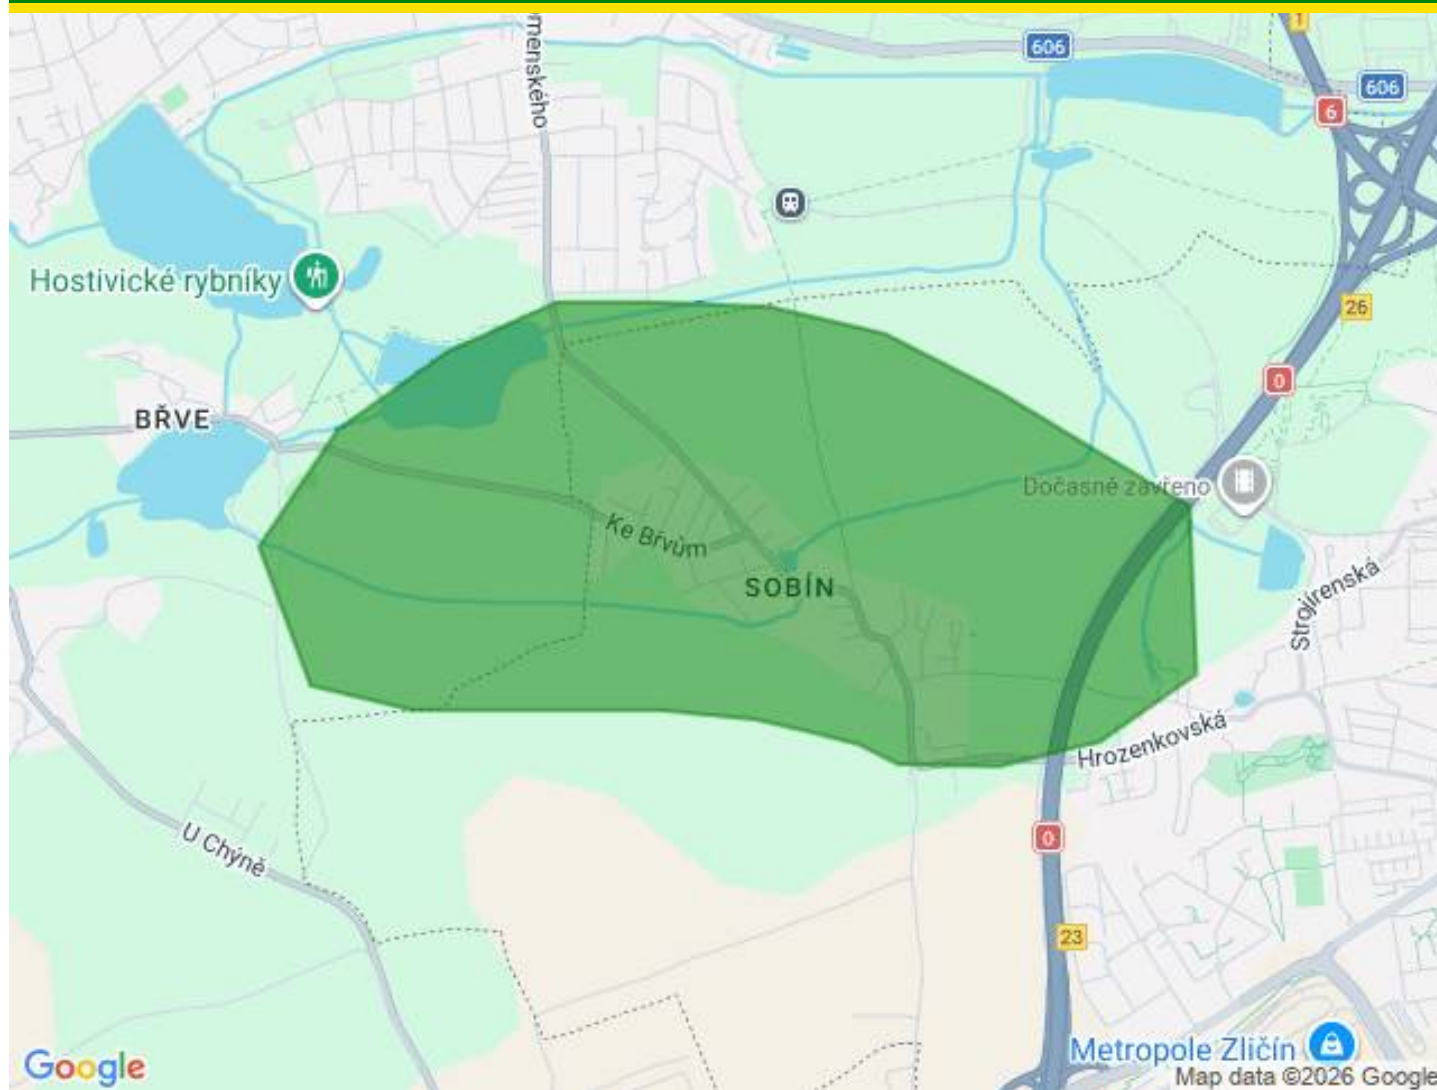 menského
606
1
606
6
Hostivické rybníky
26
0
BŘVE
Dočasně zavřeno
Ke Břvům
SOBÍN
Strojírenská
Hrozenkovská
U Chýně
0
23
Metropole Zličín
Google
Map data ©2026 Google